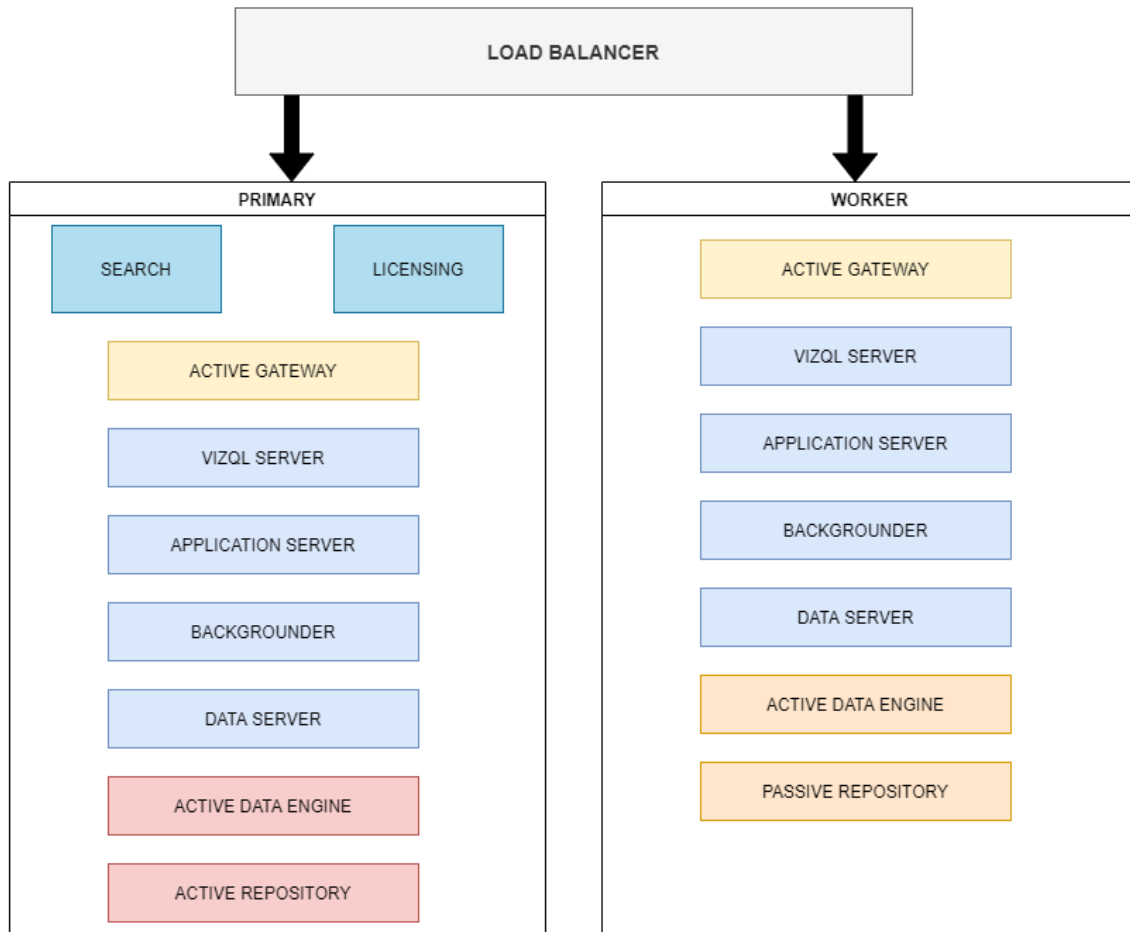 LOAD BALANCER
PRIMARY
SEARCH
LICENSING
ACTIVE GATEWAY
VIZQL SERVER
APPLICATION SERVER
BACKGROUNDER
DATA SERVER
ACTIVE DATA ENGINE
ACTIVE REPOSITORY
WORKER
ACTIVE GATEWAY
VIZQL SERVER
APPLICATION SERVER
BACKGROUNDER
DATA SERVER
ACTIVE DATA ENGINE
PASSIVE REPOSITORY